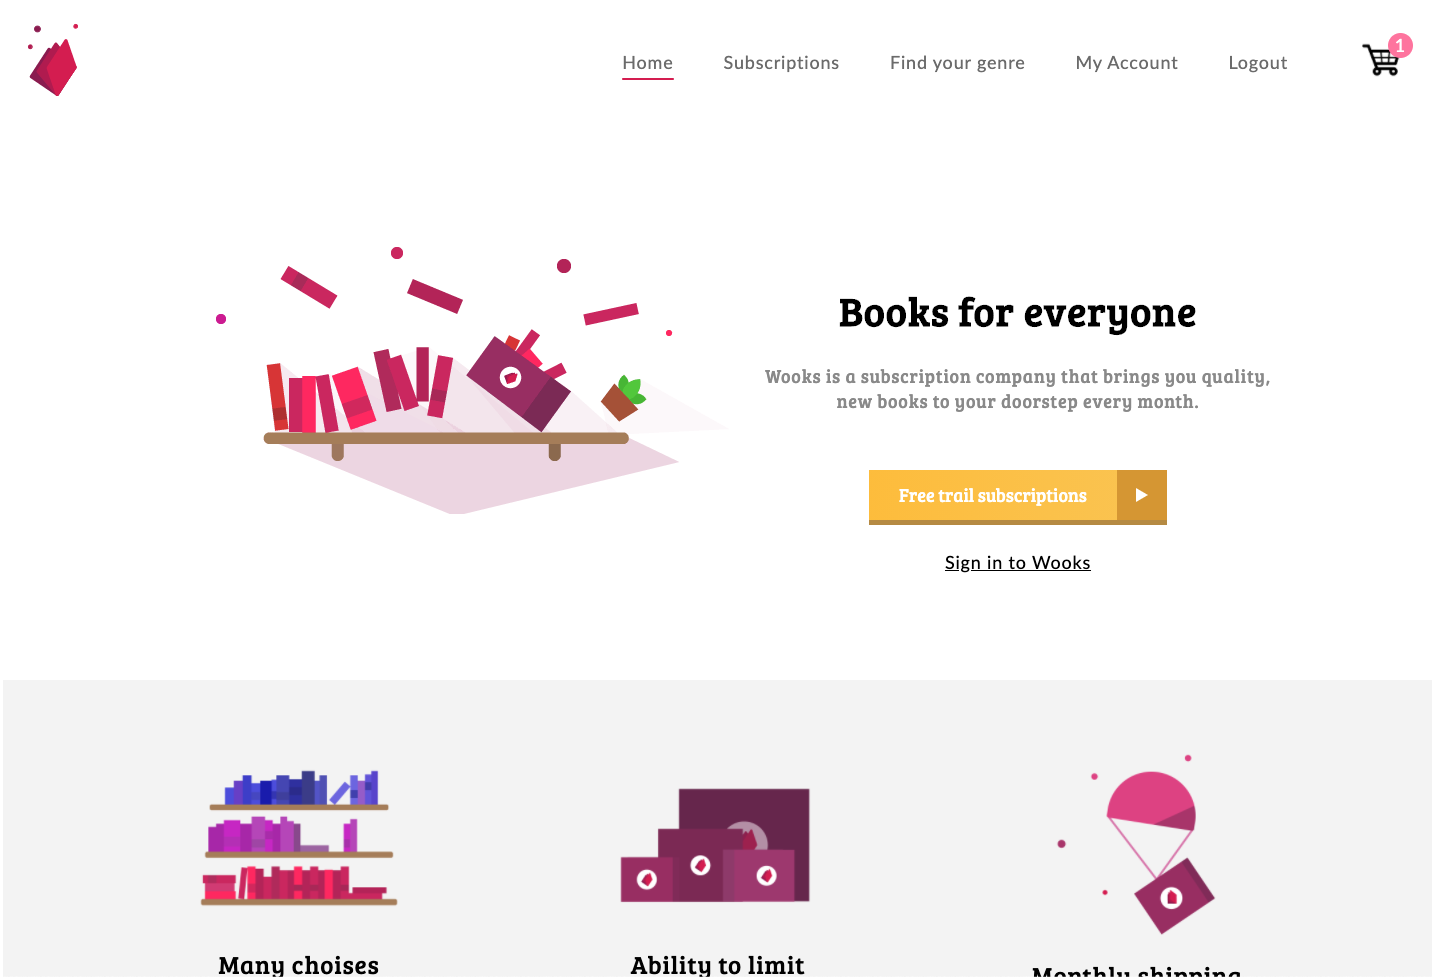 Home Subscriptions Find your genre My Account Logout 1
Books for everyone
Wooks is a subscription company that brings you quality,
new books to your doorstep every month.
Free trail subscriptions
Sign in to Wooks
Many choises
Ability to limit
Monthly shipping